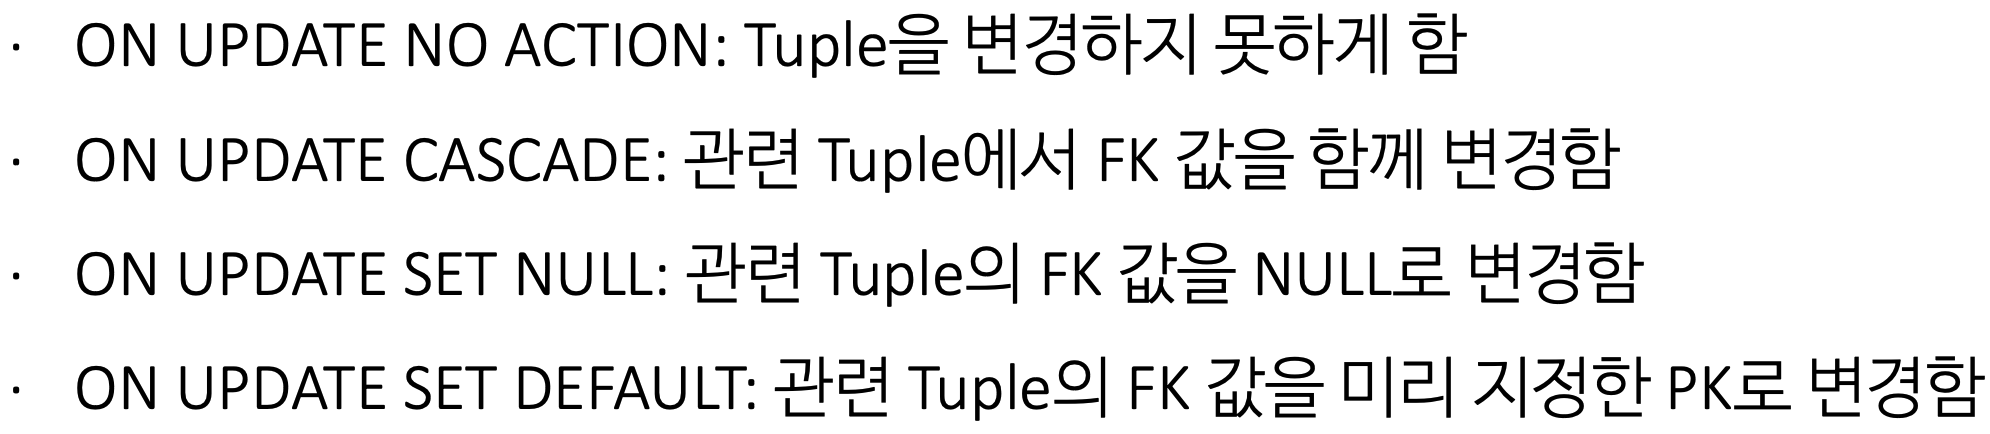 · ON UPDATE NO ACTION: Tuple을 변경하지 못하게 함
· ON UPDATE CASCADE: 관련 Tuple에서 FK 값을 함께 변경함
· ON UPDATE SET NULL: 관련 Tuple의 FK 값을 NULL로 변경함
· ON UPDATE SET DEFAULT: 관련 Tuple의 FK 값을 미리 지정한 PK로 변경함